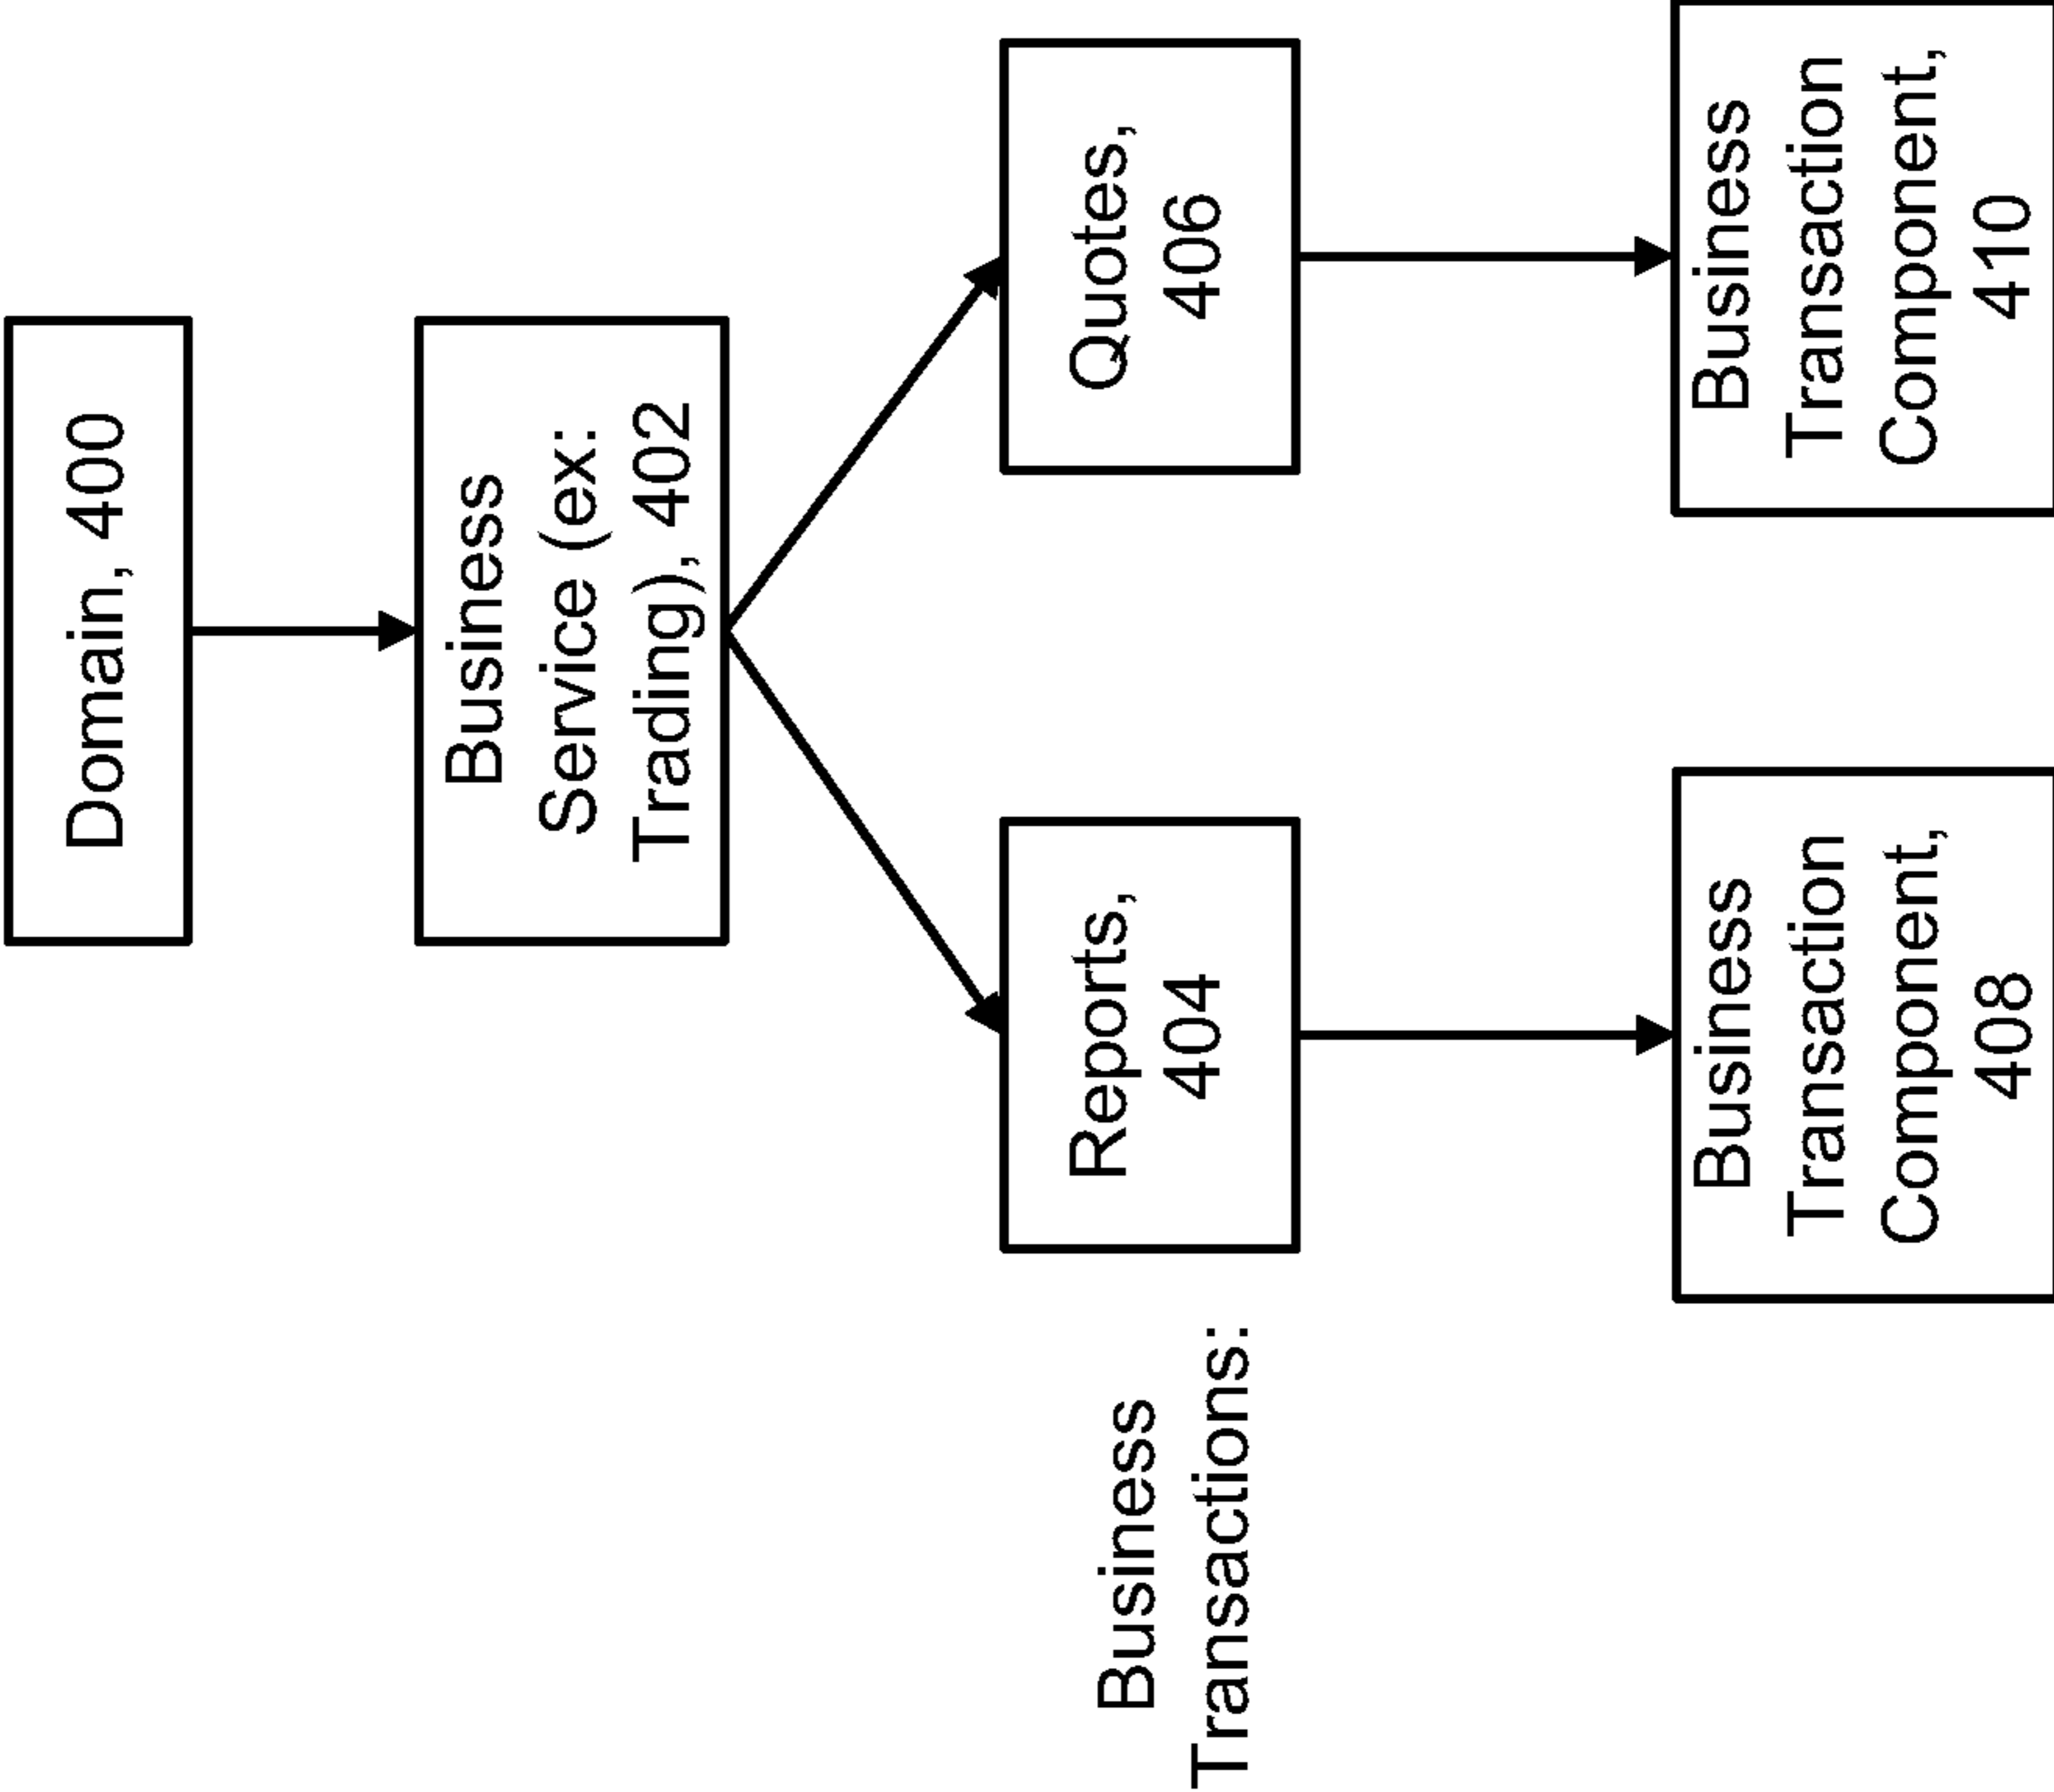 Domain, 400
Business
Service (ex:
Trading), 402
Business
Transactions:
Reports,
404
Quotes,
406
Business
Transaction
Component,
408
Business
Transaction
Component,
410